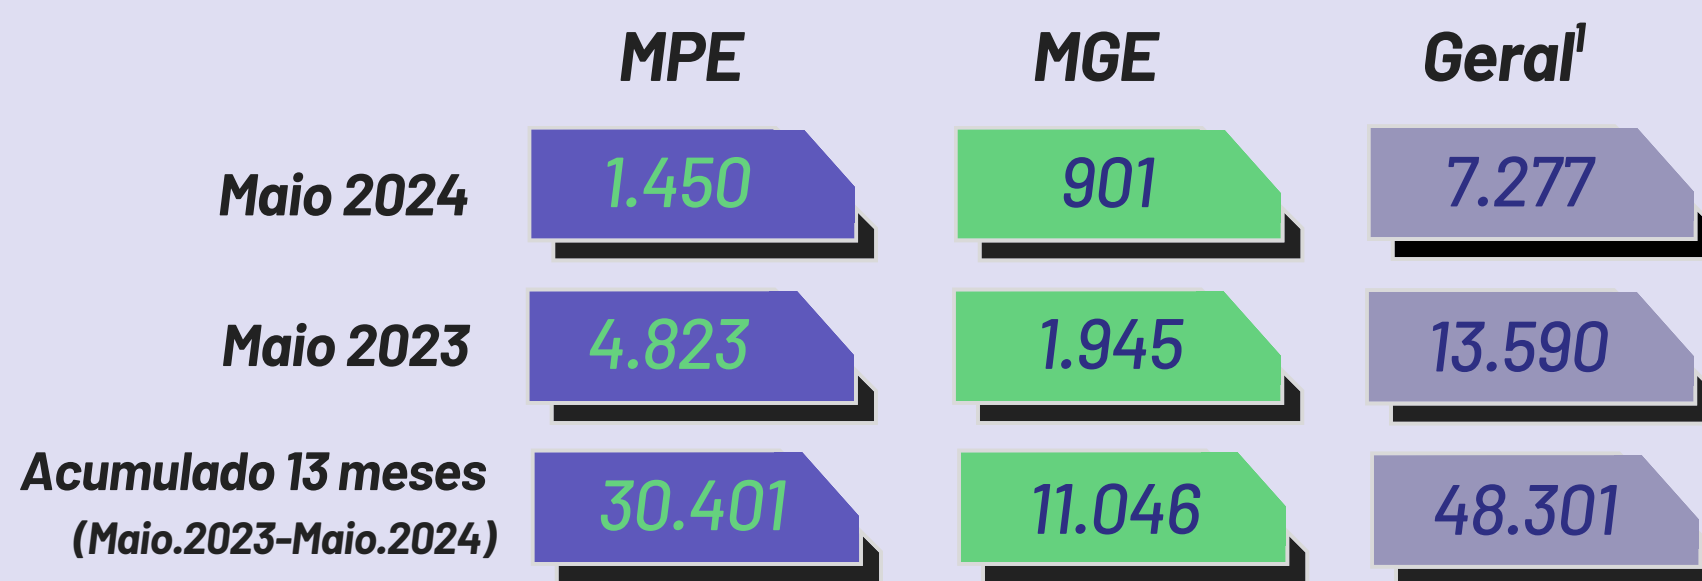 MPE MGE Geral¹
Maio 2024 1.450 901 7.277
Maio 2023 4.823 1.945 13.590
Acumulado 13 meses
(Maio.2023-Maio.2024) 30.401 11.046 48.301